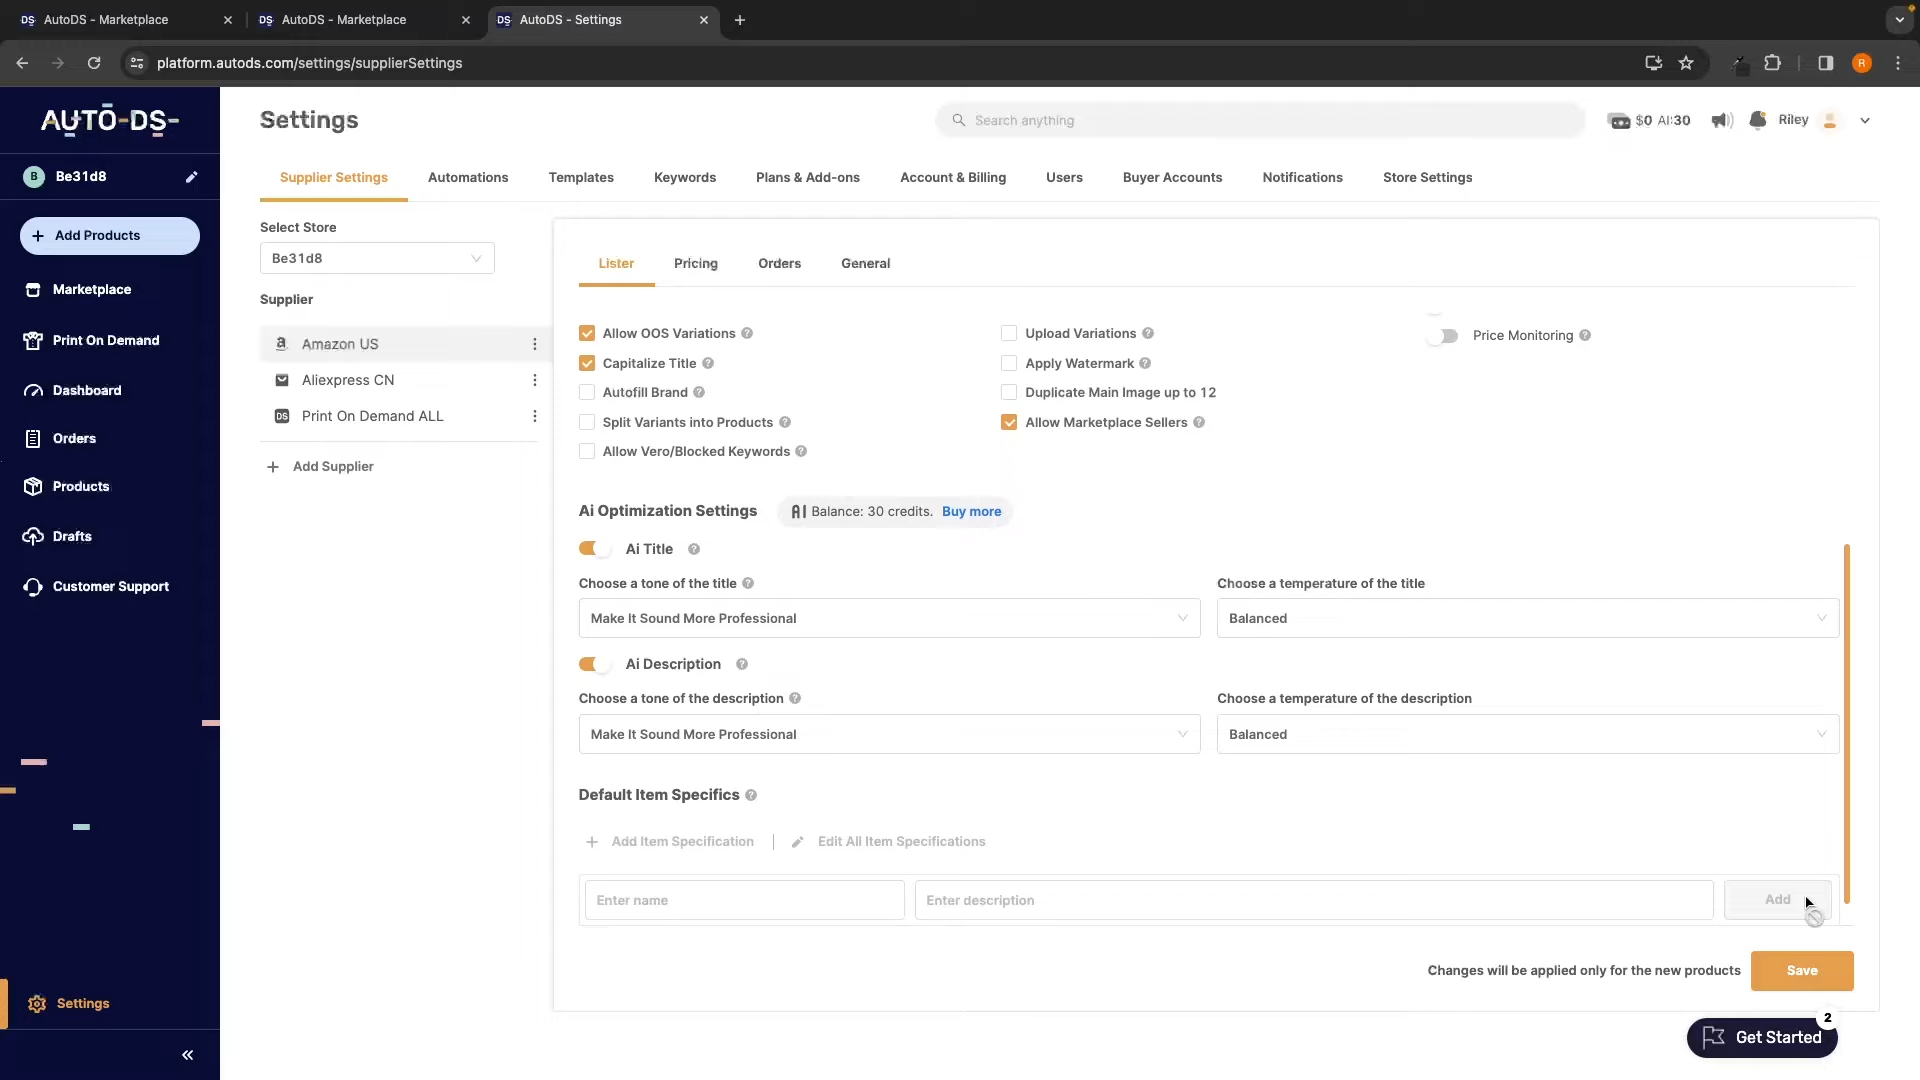 DS AutoDS - Marketplace
DS AutoDS - Marketplace
DS AutoDS - Settings
platform.autods.com/settings/supplierSettings
R
AUTO-DS-
Settings
Search anything
$0 AI:30
Riley
B Be31d8
Add Products
Marketplace
Print On Demand
Dashboard
Orders
Products
Drafts
Customer Support
Settings
Supplier Settings
Automations
Templates
Keywords
Plans & Add-ons
Account & Billing
Users
Buyer Accounts
Notifications
Store Settings
Select Store
Be31d8
Supplier
Amazon US
Aliexpress CN
DS Print On Demand ALL
Add Supplier
Lister
Pricing
Orders
General
Allow OOS Variations
Capitalize Title
Autofill Brand
Split Variants into Products
Allow Vero/Blocked Keywords
Upload Variations
Apply Watermark
Duplicate Main Image up to 12
Allow Marketplace Sellers
Price Monitoring
Ai Optimization Settings
AI Balance: 30 credits. Buy more
Ai Title
Choose a tone of the title
Make It Sound More Professional
Choose a temperature of the title
Balanced
Ai Description
Choose a tone of the description
Make It Sound More Professional
Choose a temperature of the description
Balanced
Default Item Specifics
Add Item Specification
Edit All Item Specifications
Enter name
Enter description
Add
Changes will be applied only for the new products
Save
2
Get Started